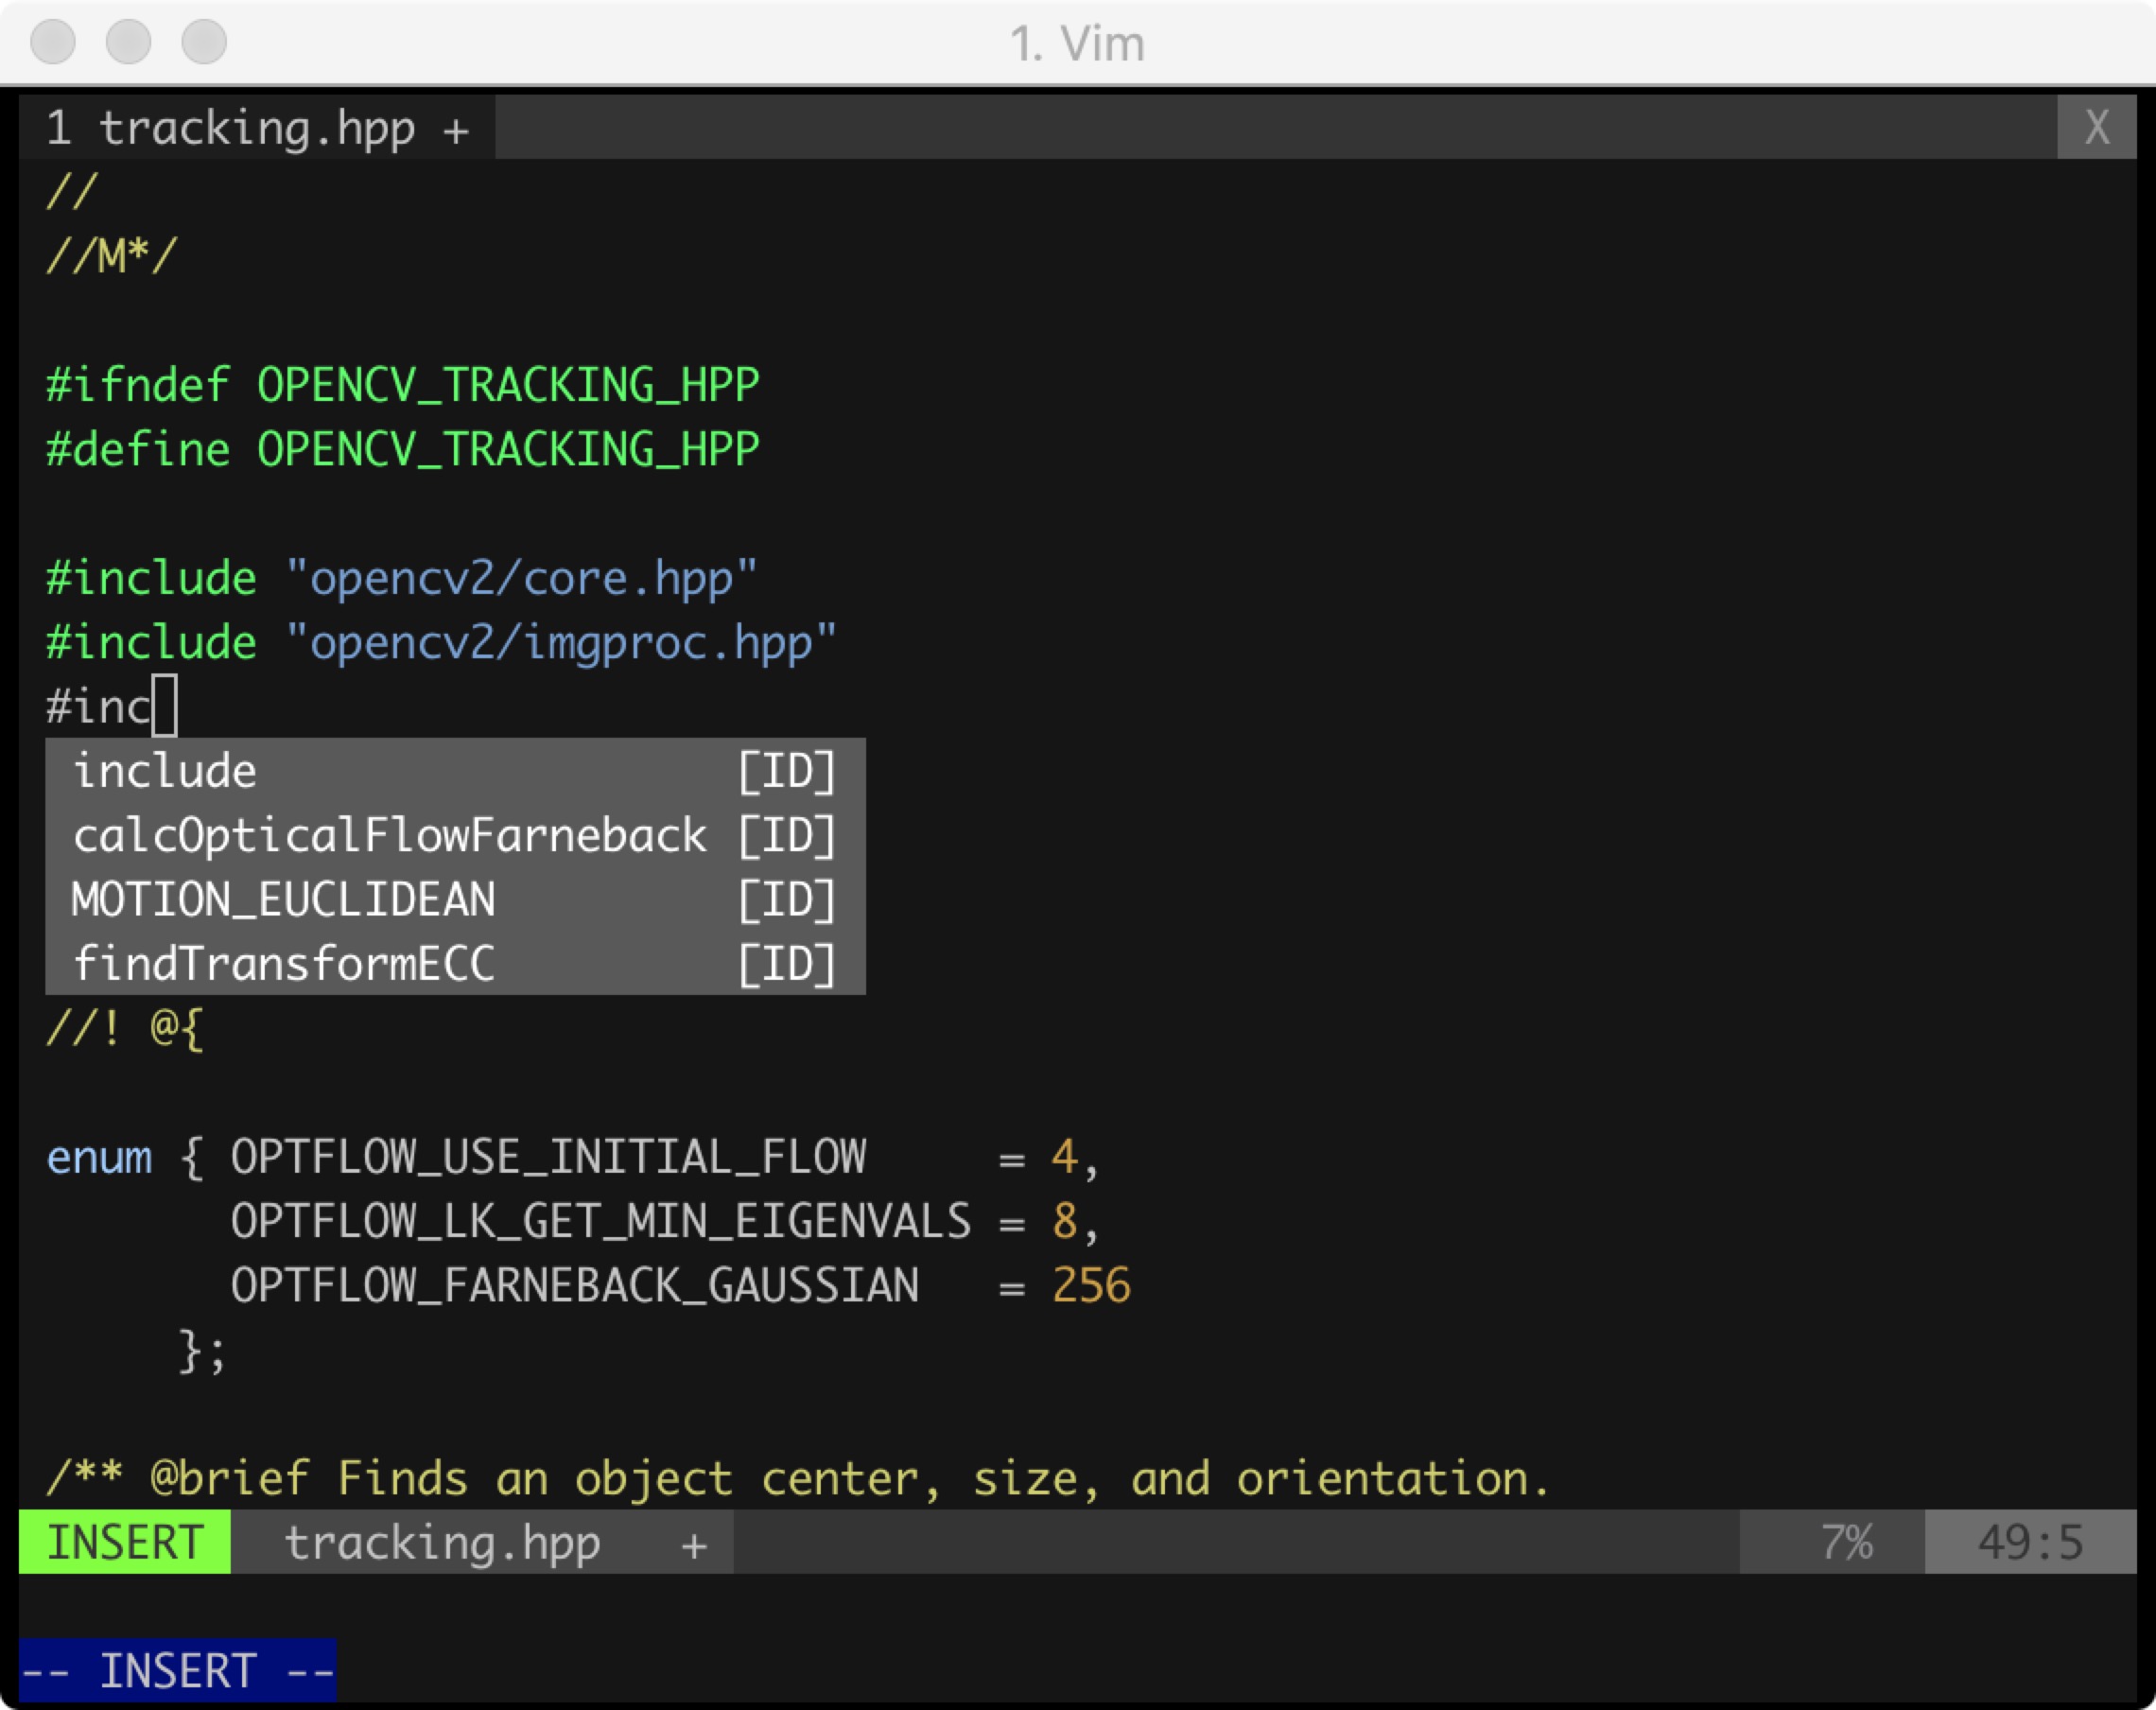 1. Vim
1 tracking.hpp + X
//
//M*/
#ifndef OPENCV_TRACKING_HPP
#define OPENCV_TRACKING_HPP
#include "opencv2/core.hpp"
#include "opencv2/imgproc.hpp"
#inc
include [ID]
calcOpticalFlowFarneback [ID]
MOTION_EUCLIDEAN [ID]
findTransformECC [ID]
//! @{
enum { OPTFLOW_USE_INITIAL_FLOW = 4,
OPTFLOW_LK_GET_MIN_EIGENVALS = 8,
OPTFLOW_FARNEBACK_GAUSSIAN = 256
};
/** @brief Finds an object center, size, and orientation.
INSERT tracking.hpp + 7% 49:5
-- INSERT --